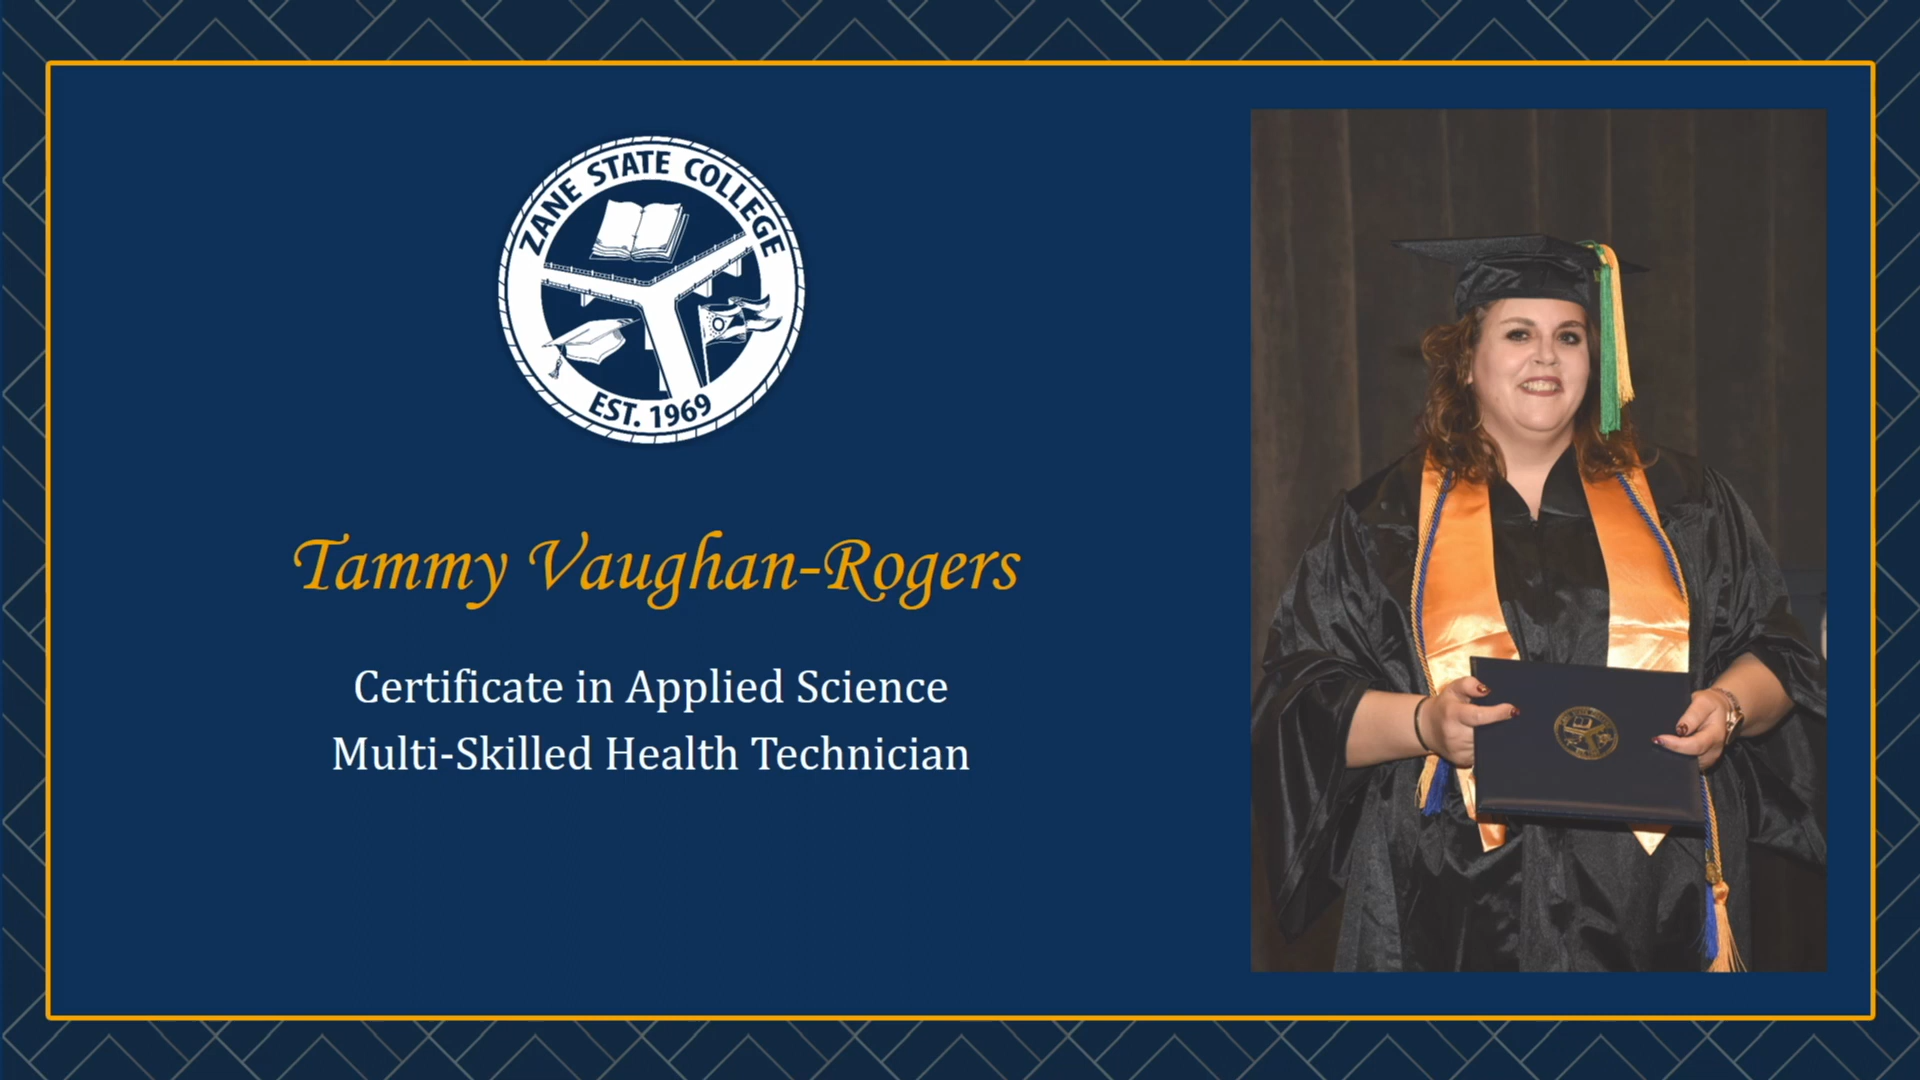 ZANE STATE COLLEGE
EST. 1969
Tammy Vaughan-Rogers
Certificate in Applied Science
Multi-Skilled Health Technician